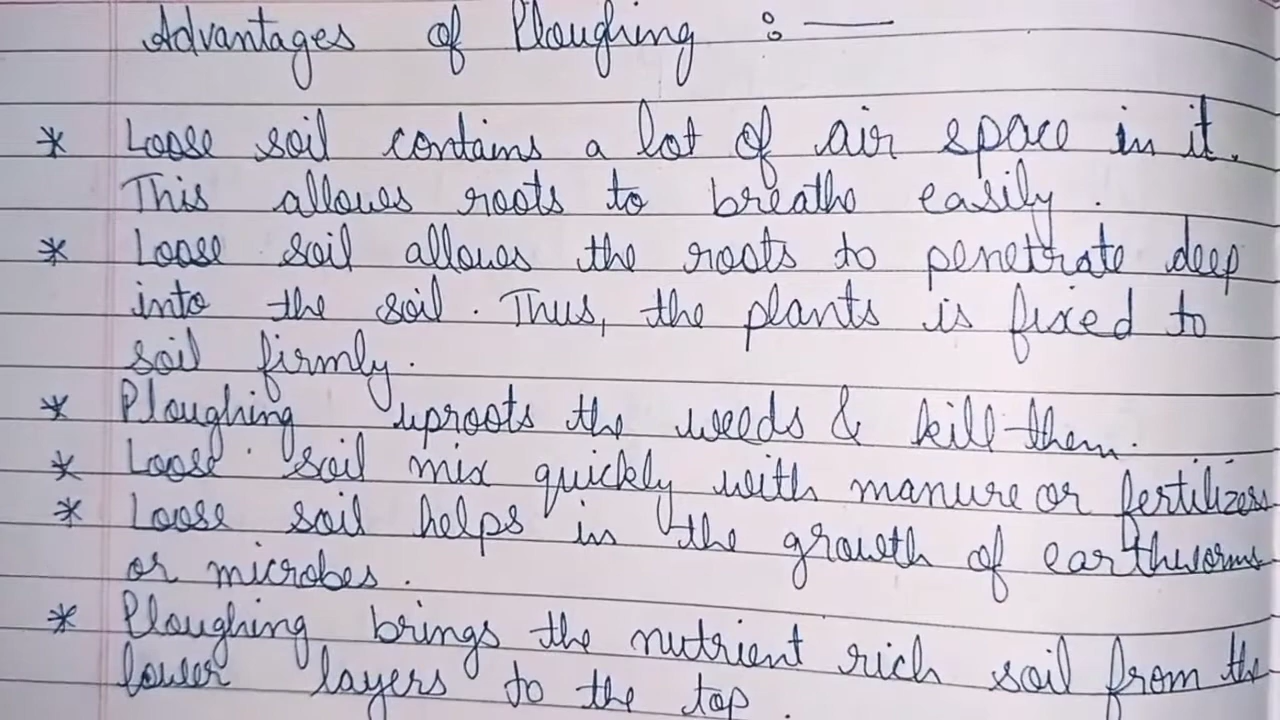 Advantages of Ploughing :—
* Loose soil contains a lot of air space in it.
This allows roots to breathe easily.
* Loose soil allows the roots to penetrate deep
into the soil. Thus, the plants is fixed to
soil firmly.
* Ploughing uproots the weeds & kill them.
* Loose soil mix quickly with manure or fertilizers
* Loose soil helps in the growth of earthworms
or microbes.
* Ploughing brings the nutrient rich soil from the
lower layers to the top.